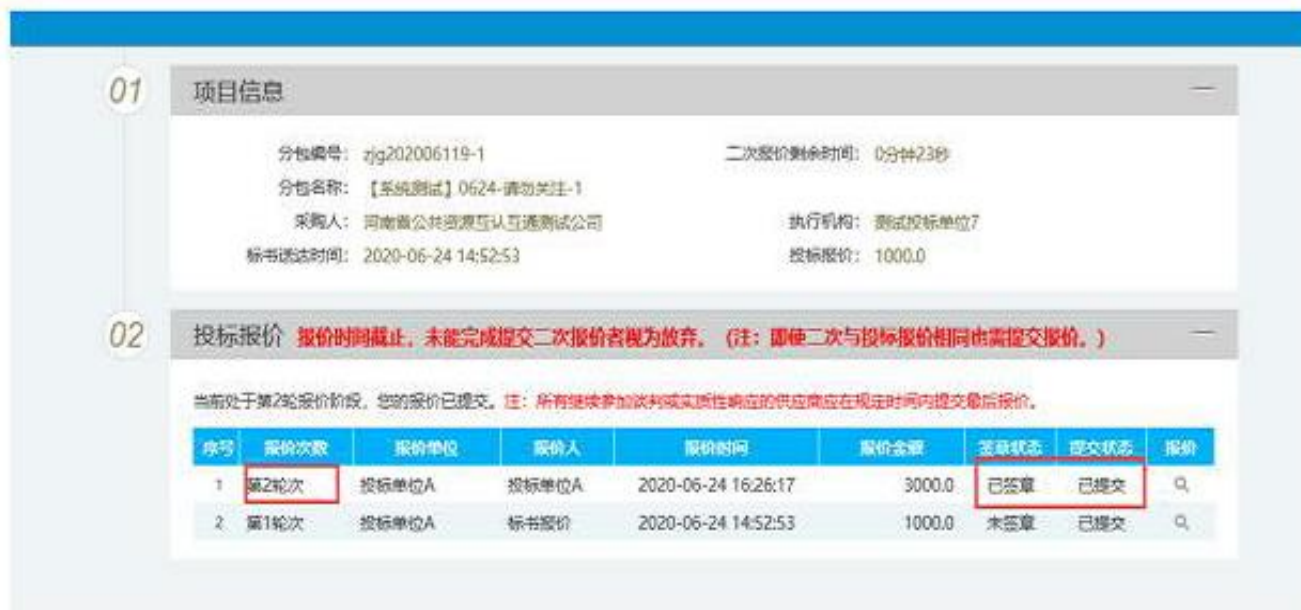 01
项目信息
分包编号： zjg202006119-1 二次报价剩余时间： 0分钟23秒
分包名称： 【系统测试】0624-请勿关注-1
采购人： 河南省公共资源互认互通测试公司 执行机构： 测试投标单位7
标书送达时间： 2020-06-24 14:52:53 投标报价： 1000.0
02
投标报价 报价时间截止，未能完成提交二次报价者视为放弃。（注：即使二次与投标报价相同也需提交报价。）
当前处于第2轮报价阶段，您的报价已提交。注：所有继续参加谈判或实质性响应的供应商应在规定时间内提交最后报价。
序号 报价次数 报价单位 报价人 报价时间 报价金额 签章状态 提交状态 报价
1 第2轮次 投标单位A 投标单位A 2020-06-24 16:26:17 3000.0 已签章 已提交
2 第1轮次 投标单位A 标书报价 2020-06-24 14:52:53 1000.0 未签章 已提交